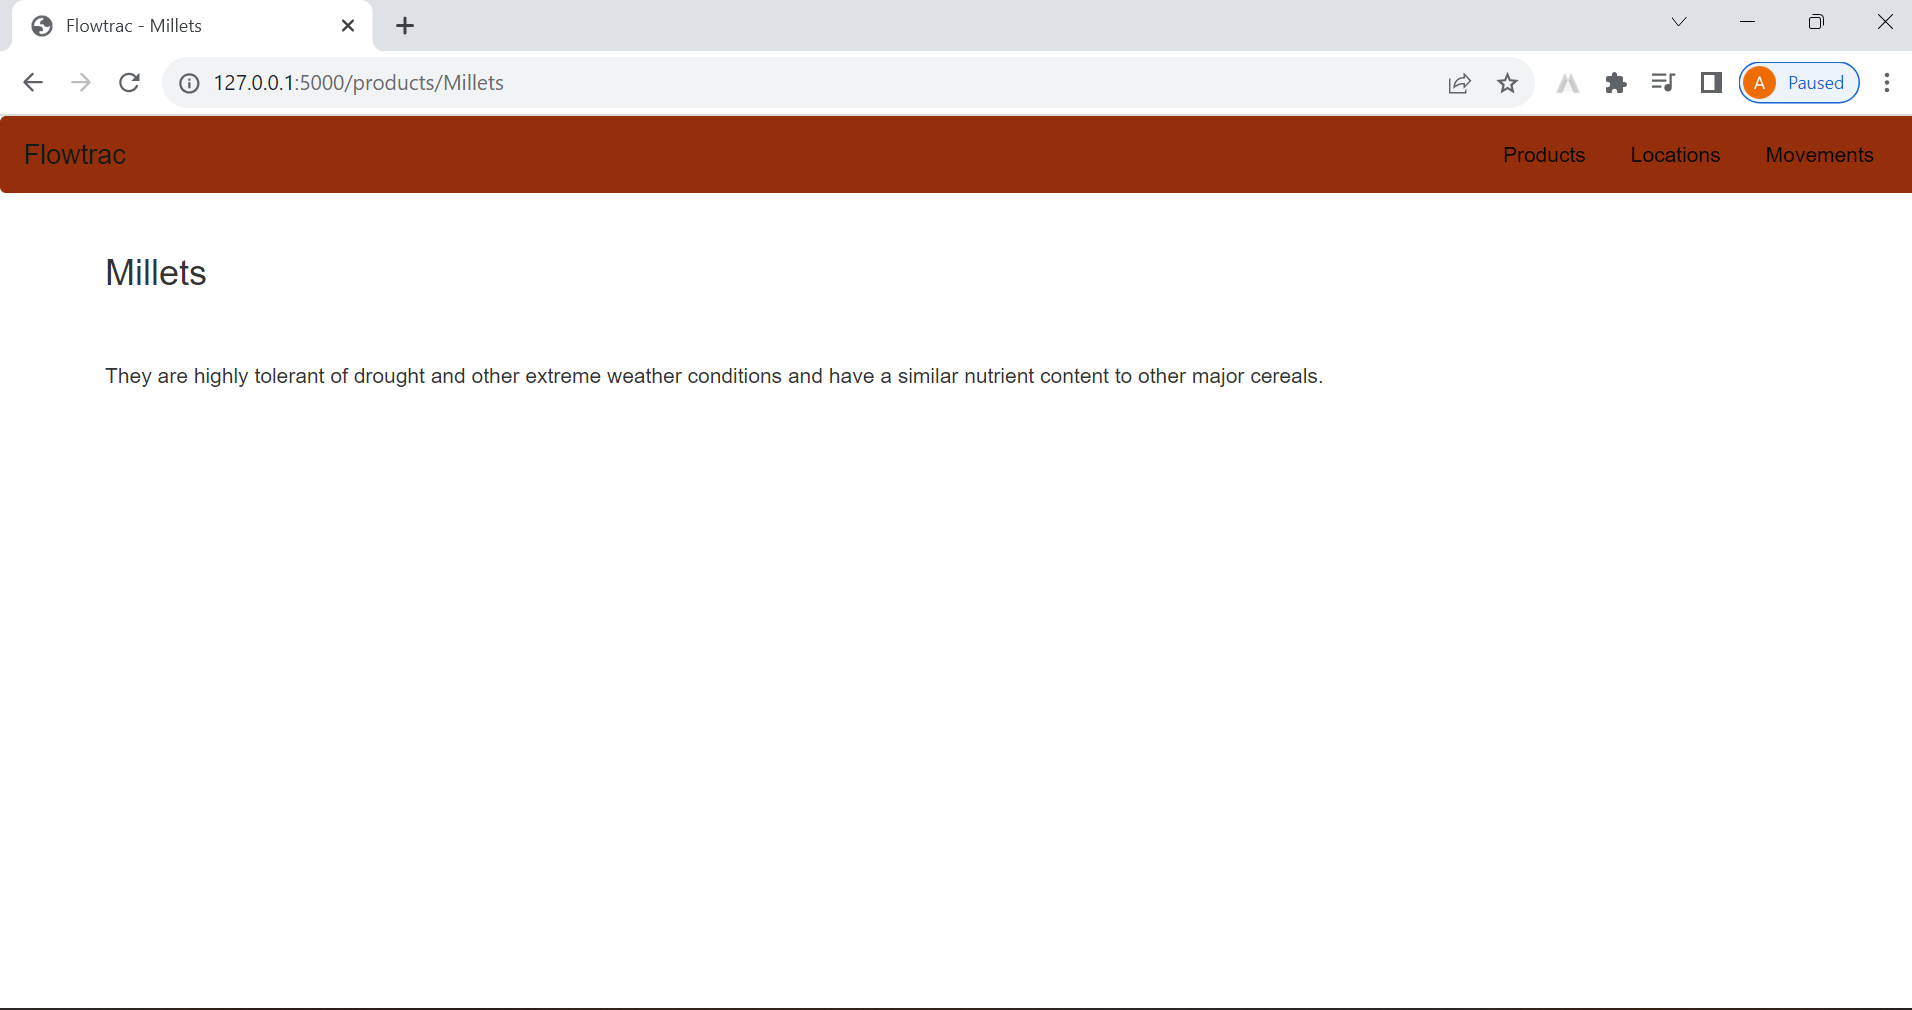 Flowtrac - Millets
127.0.0.1:5000/products/Millets
A Paused
Flowtrac Products Locations Movements
Millets
They are highly tolerant of drought and other extreme weather conditions and have a similar nutrient content to other major cereals.